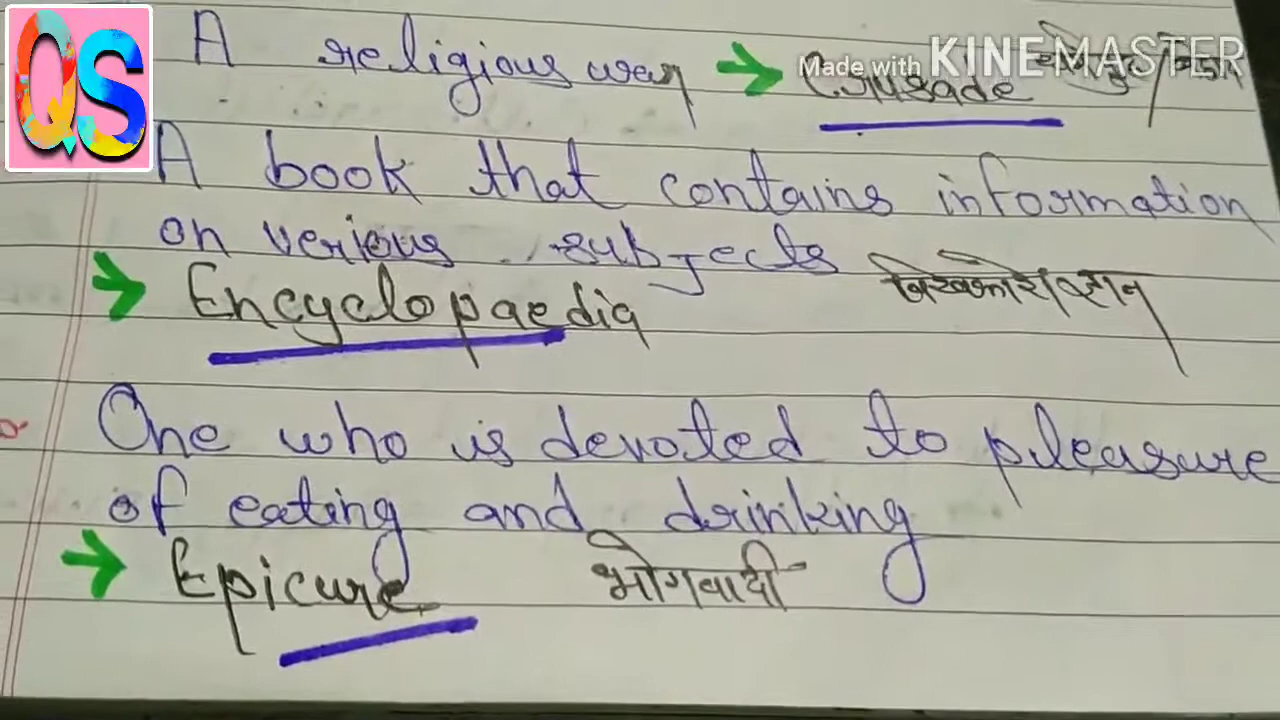 QS
A religious war → Crusade
Made with KINEMASTER
A book that contains information
on verious subjects
→ Encyclopaedia
One who is devoted to pleasure
of eating and drinking
→ Epicure भोगवादी